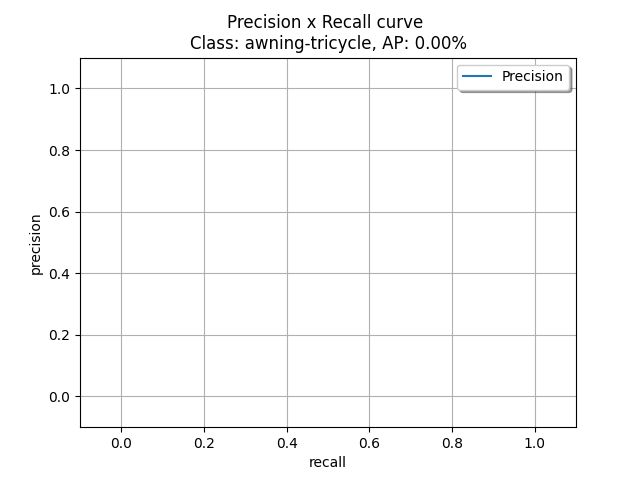 Precision x Recall curve
Class: awning-tricycle, AP: 0.00%
Precision
1.0
0.8
0.6
0.4
0.2
0.0
precision
0.0 0.2 0.4 0.6 0.8 1.0
recall